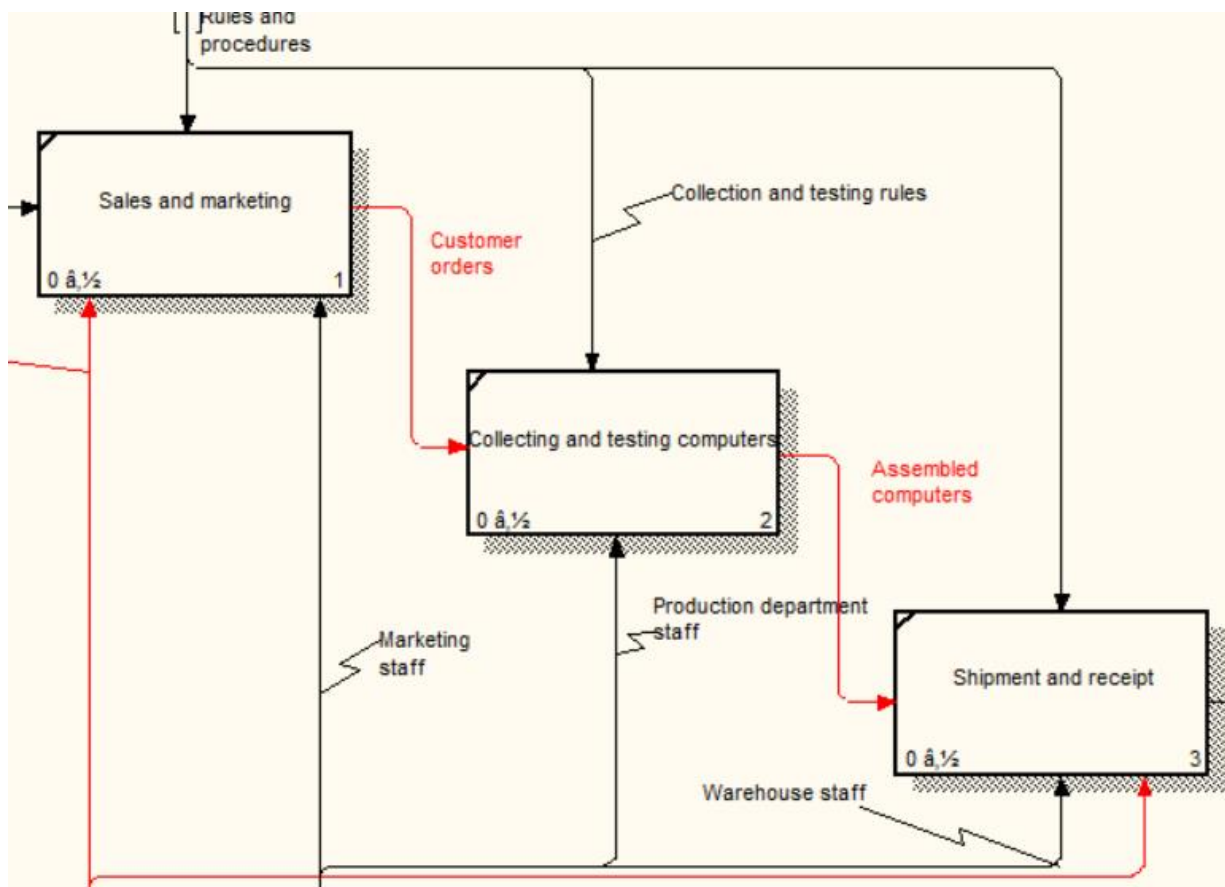 [ ]Rules and
procedures
Sales and marketing
0 â‚½
1
Collection and testing rules
Customer
orders
Collecting and testing computers
0 â‚½
2
Assembled
computers
Production department
staff
Marketing
staff
Shipment and receipt
0 â‚½
3
Warehouse staff